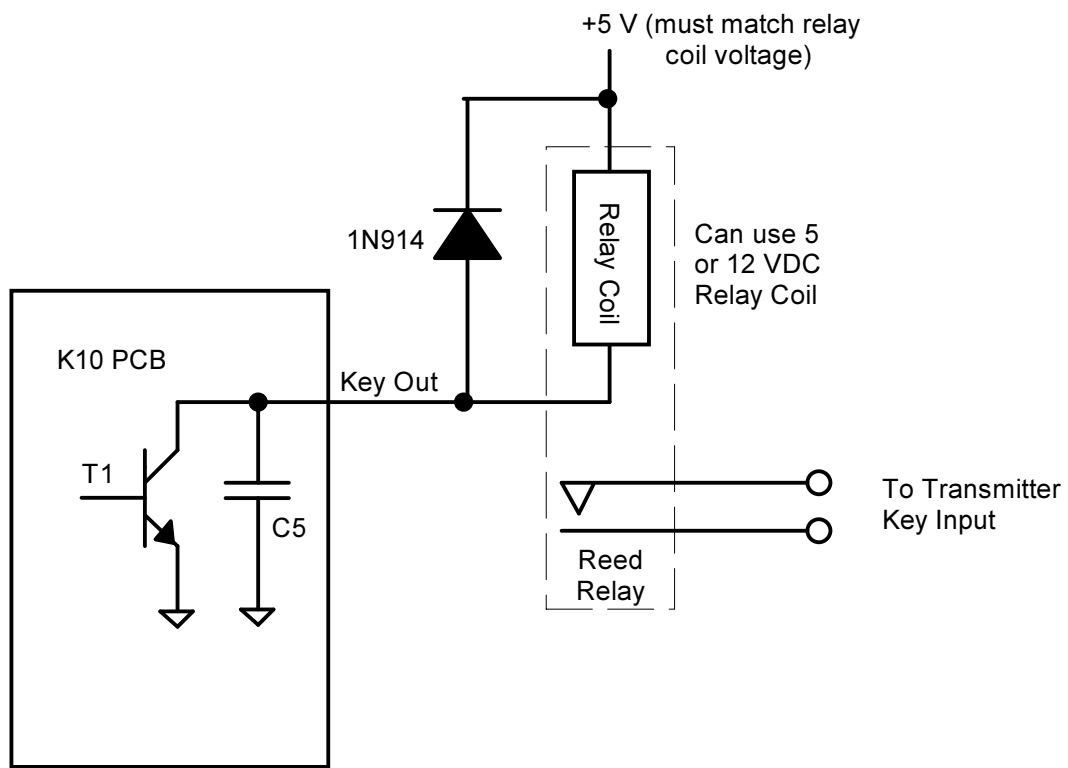 +5 V (must match relay
coil voltage)
1N914
Relay Coil
Can use 5
or 12 VDC
Relay Coil
K10 PCB
Key Out
T1
C5
To Transmitter
Key Input
Reed
Relay